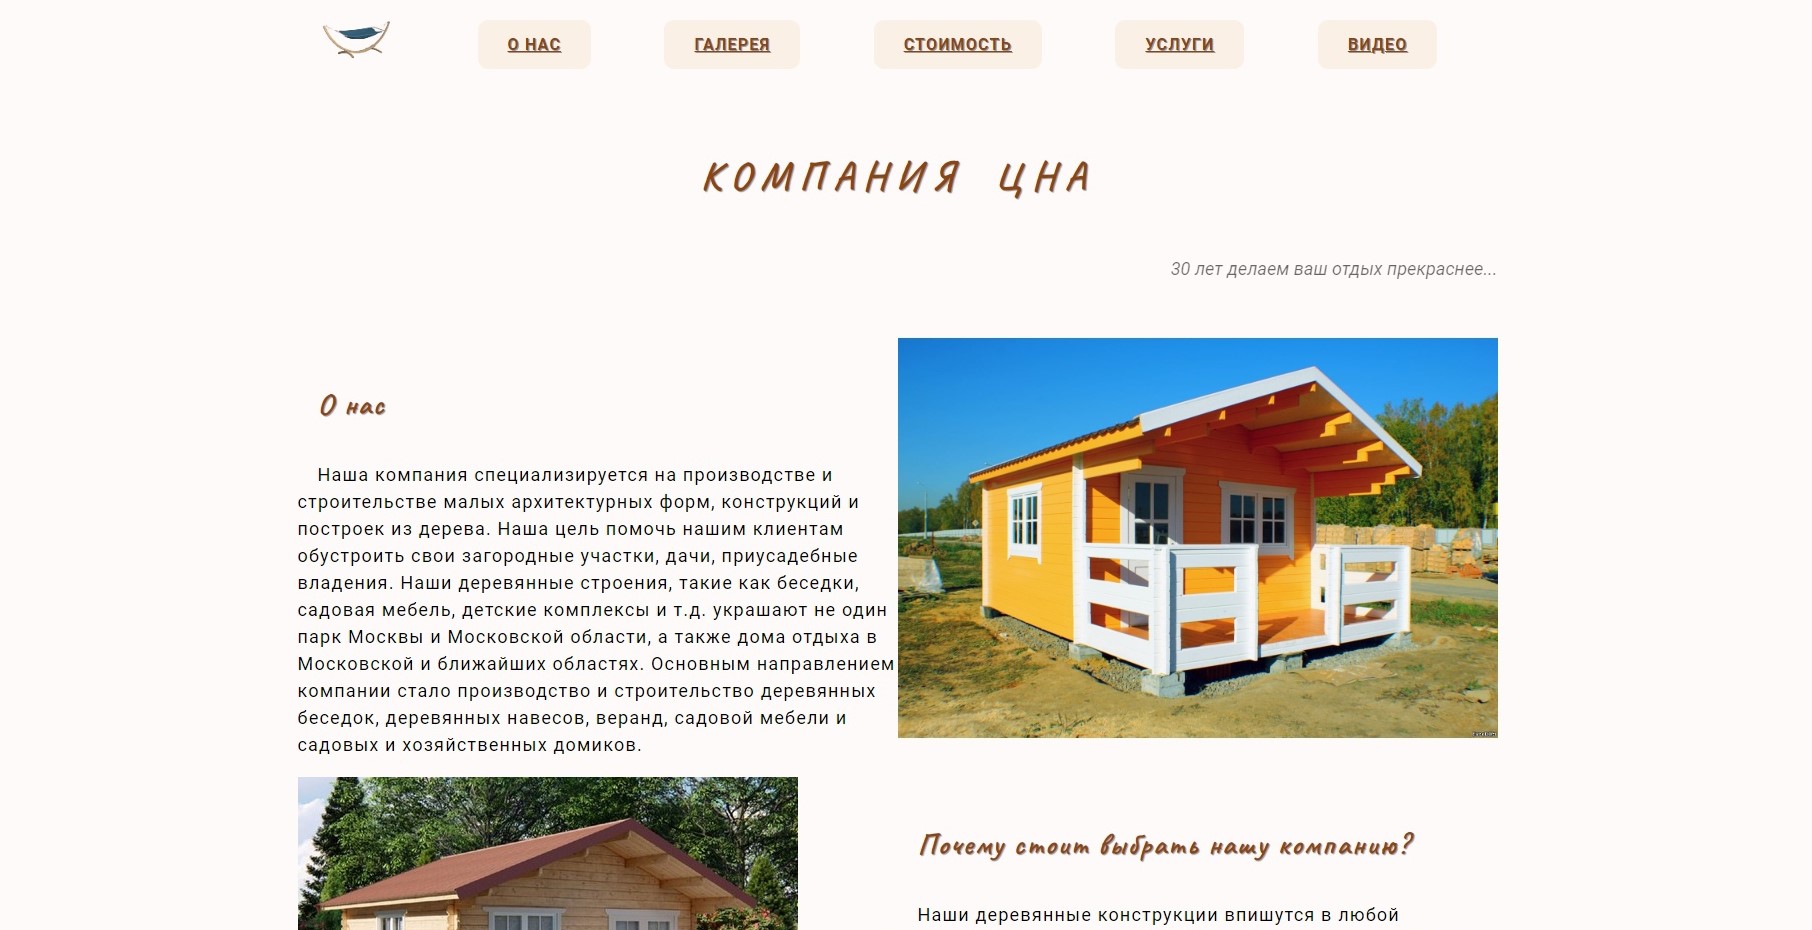 О НАС
ГАЛЕРЕЯ
СТОИМОСТЬ
УСЛУГИ
ВИДЕО
КОМПАНИЯ ЦНА
30 лет делаем ваш отдых прекраснее...
О нас
Наша компания специализируется на производстве и
строительстве малых архитектурных форм, конструкций и
построек из дерева. Наша цель помочь нашим клиентам
обустроить свои загородные участки, дачи, приусадебные
владения. Наши деревянные строения, такие как беседки,
садовая мебель, детские комплексы и т.д. украшают не один
парк Москвы и Московской области, а также дома отдыха в
Московской и ближайших областях. Основным направлением
компании стало производство и строительство деревянных
беседок, деревянных навесов, веранд, садовой мебели и
садовых и хозяйственных домиков.
Почему стоит выбрать нашу компанию?
Наши деревянные конструкции впишутся в любой